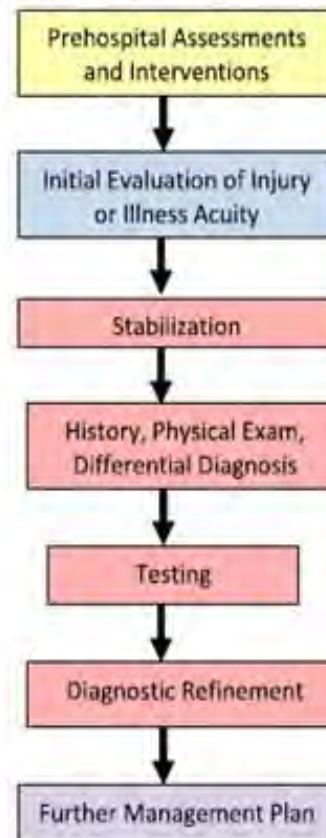 Prehospital Assessments
and Interventions
Initial Evaluation of Injury
or Illness Acuity
Stabilization
History, Physical Exam,
Differential Diagnosis
Testing
Diagnostic Refinement
Further Management Plan